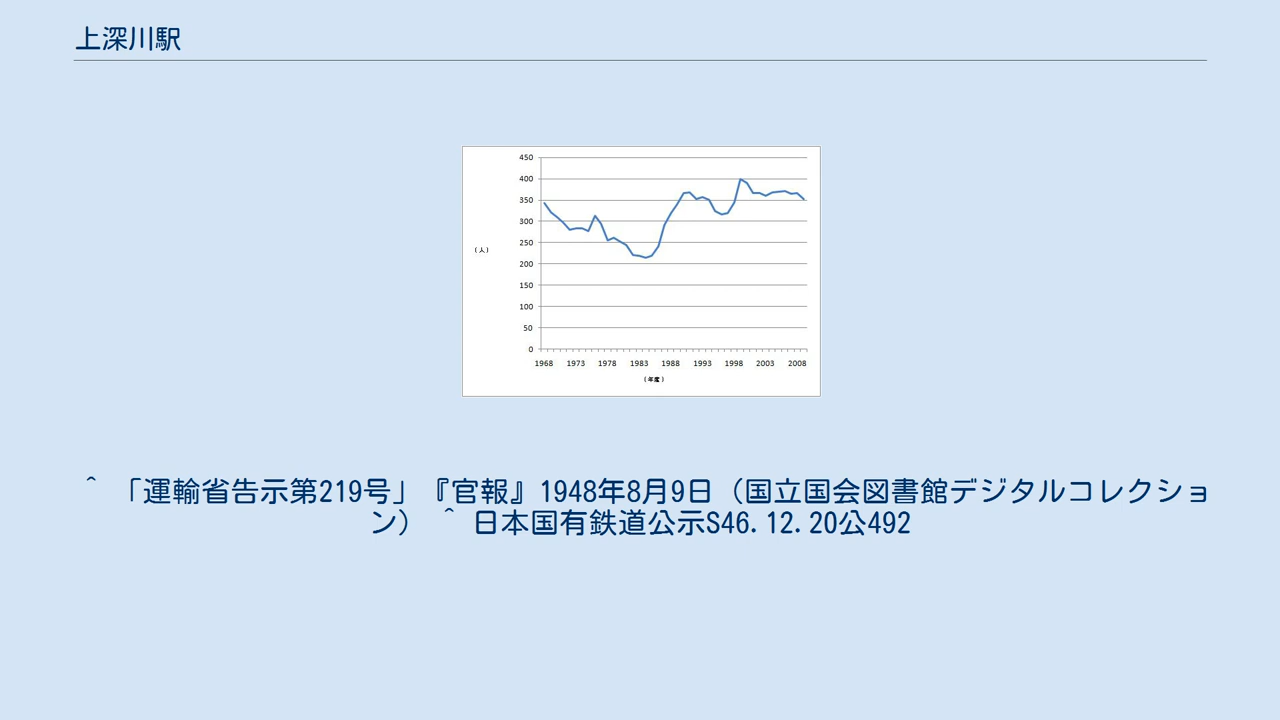 上深川駅
450
400
350
300
250
200
150
100
50
0
(人)
1968 1973 1978 1983 1988 1993 1998 2003 2008
(年度)
^ 「運輸省告示第219号」『官報』1948年8月9日（国立国会図書館デジタルコレクショ
ン） ^ 日本国有鉄道公示S46.12.20公492